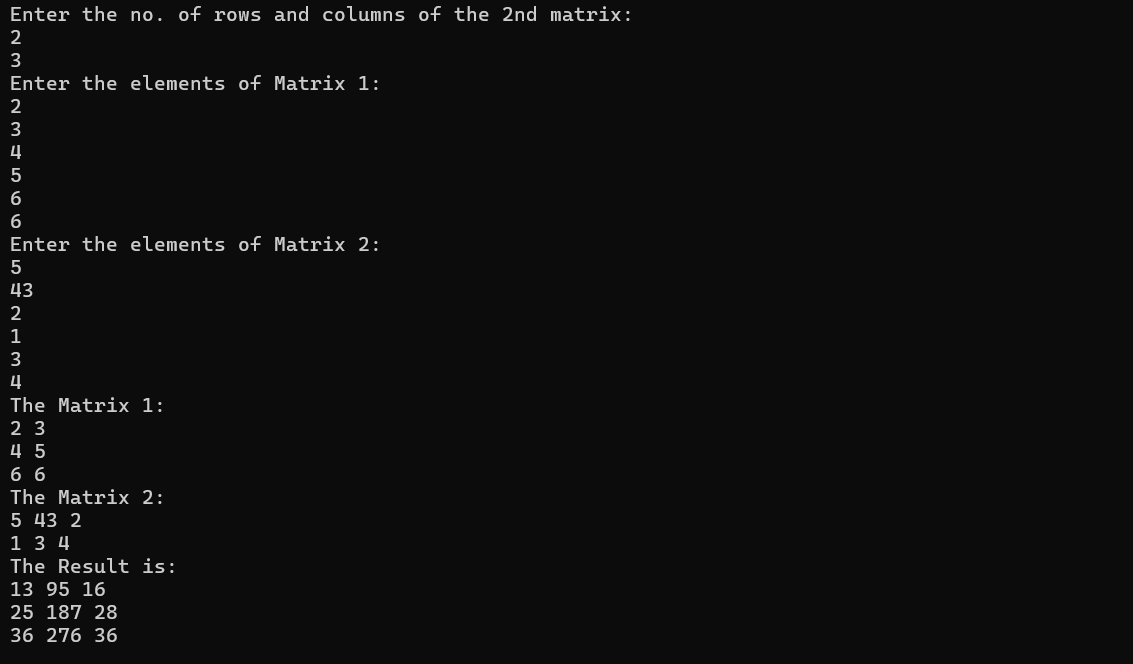 Enter the no. of rows and columns of the 2nd matrix:
2
3
Enter the elements of Matrix 1:
2
3
4
5
6
6
Enter the elements of Matrix 2:
5
43
2
1
3
4
The Matrix 1:
2 3
4 5
6 6
The Matrix 2:
5 43 2
1 3 4
The Result is:
13 95 16
25 187 28
36 276 36